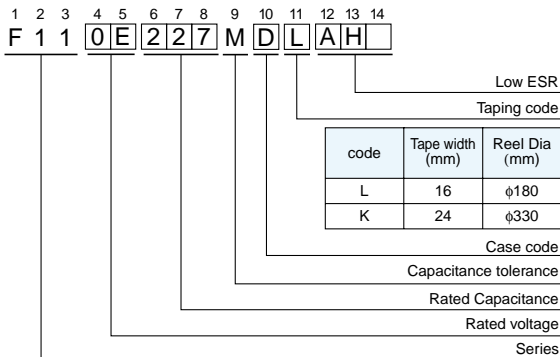 1 2 3 4 5 6 7 8 9 10 11 12 13 14
F 1 1 0 E 2 2 7 M D L A H
Low ESR
Taping code
code Tape width (mm) Reel Dia (mm)
L 16 ϕ180
K 24 ϕ330
Case code
Capacitance tolerance
Rated Capacitance
Rated voltage
Series